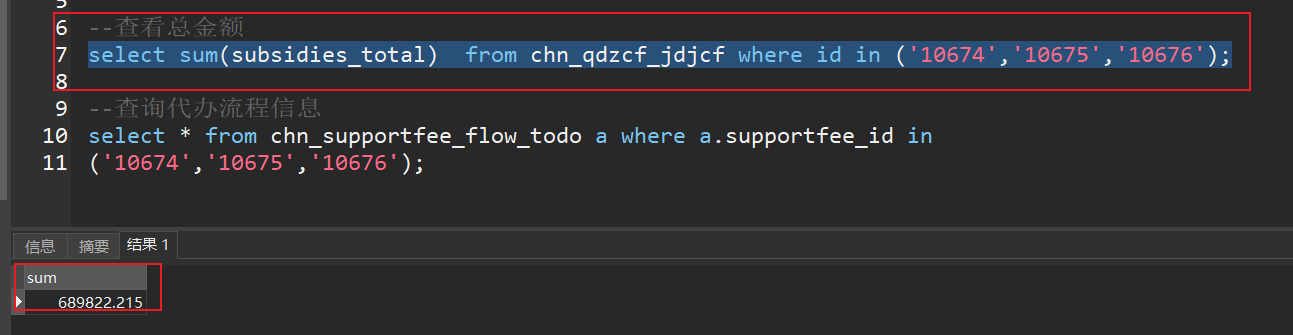 6 --查看总金额
7 select sum(subsidies_total)  from chn_qdzcf_jdjcf where id in ('10674','10675','10676');
8
9 --查询代办流程信息
10 select * from chn_supportfee_flow_todo a where a.supportfee_id in
11 ('10674','10675','10676');
信息 摘要 结果 1
sum
689822.215